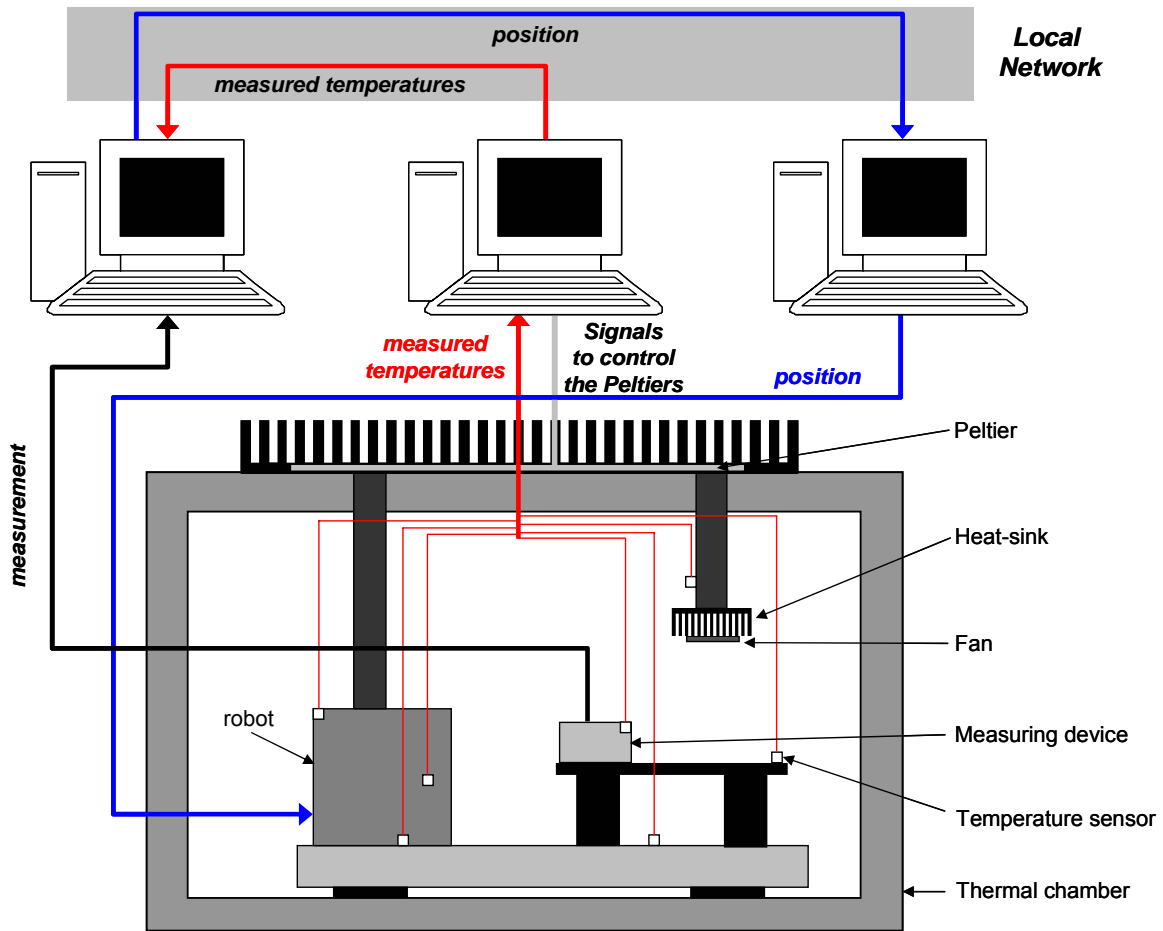 position
Local
Network
measured temperatures
measured
temperatures
Signals
to control
the Peltiers
position
Peltier
measurement
Heat-sink
Fan
robot
Measuring device
Temperature sensor
Thermal chamber